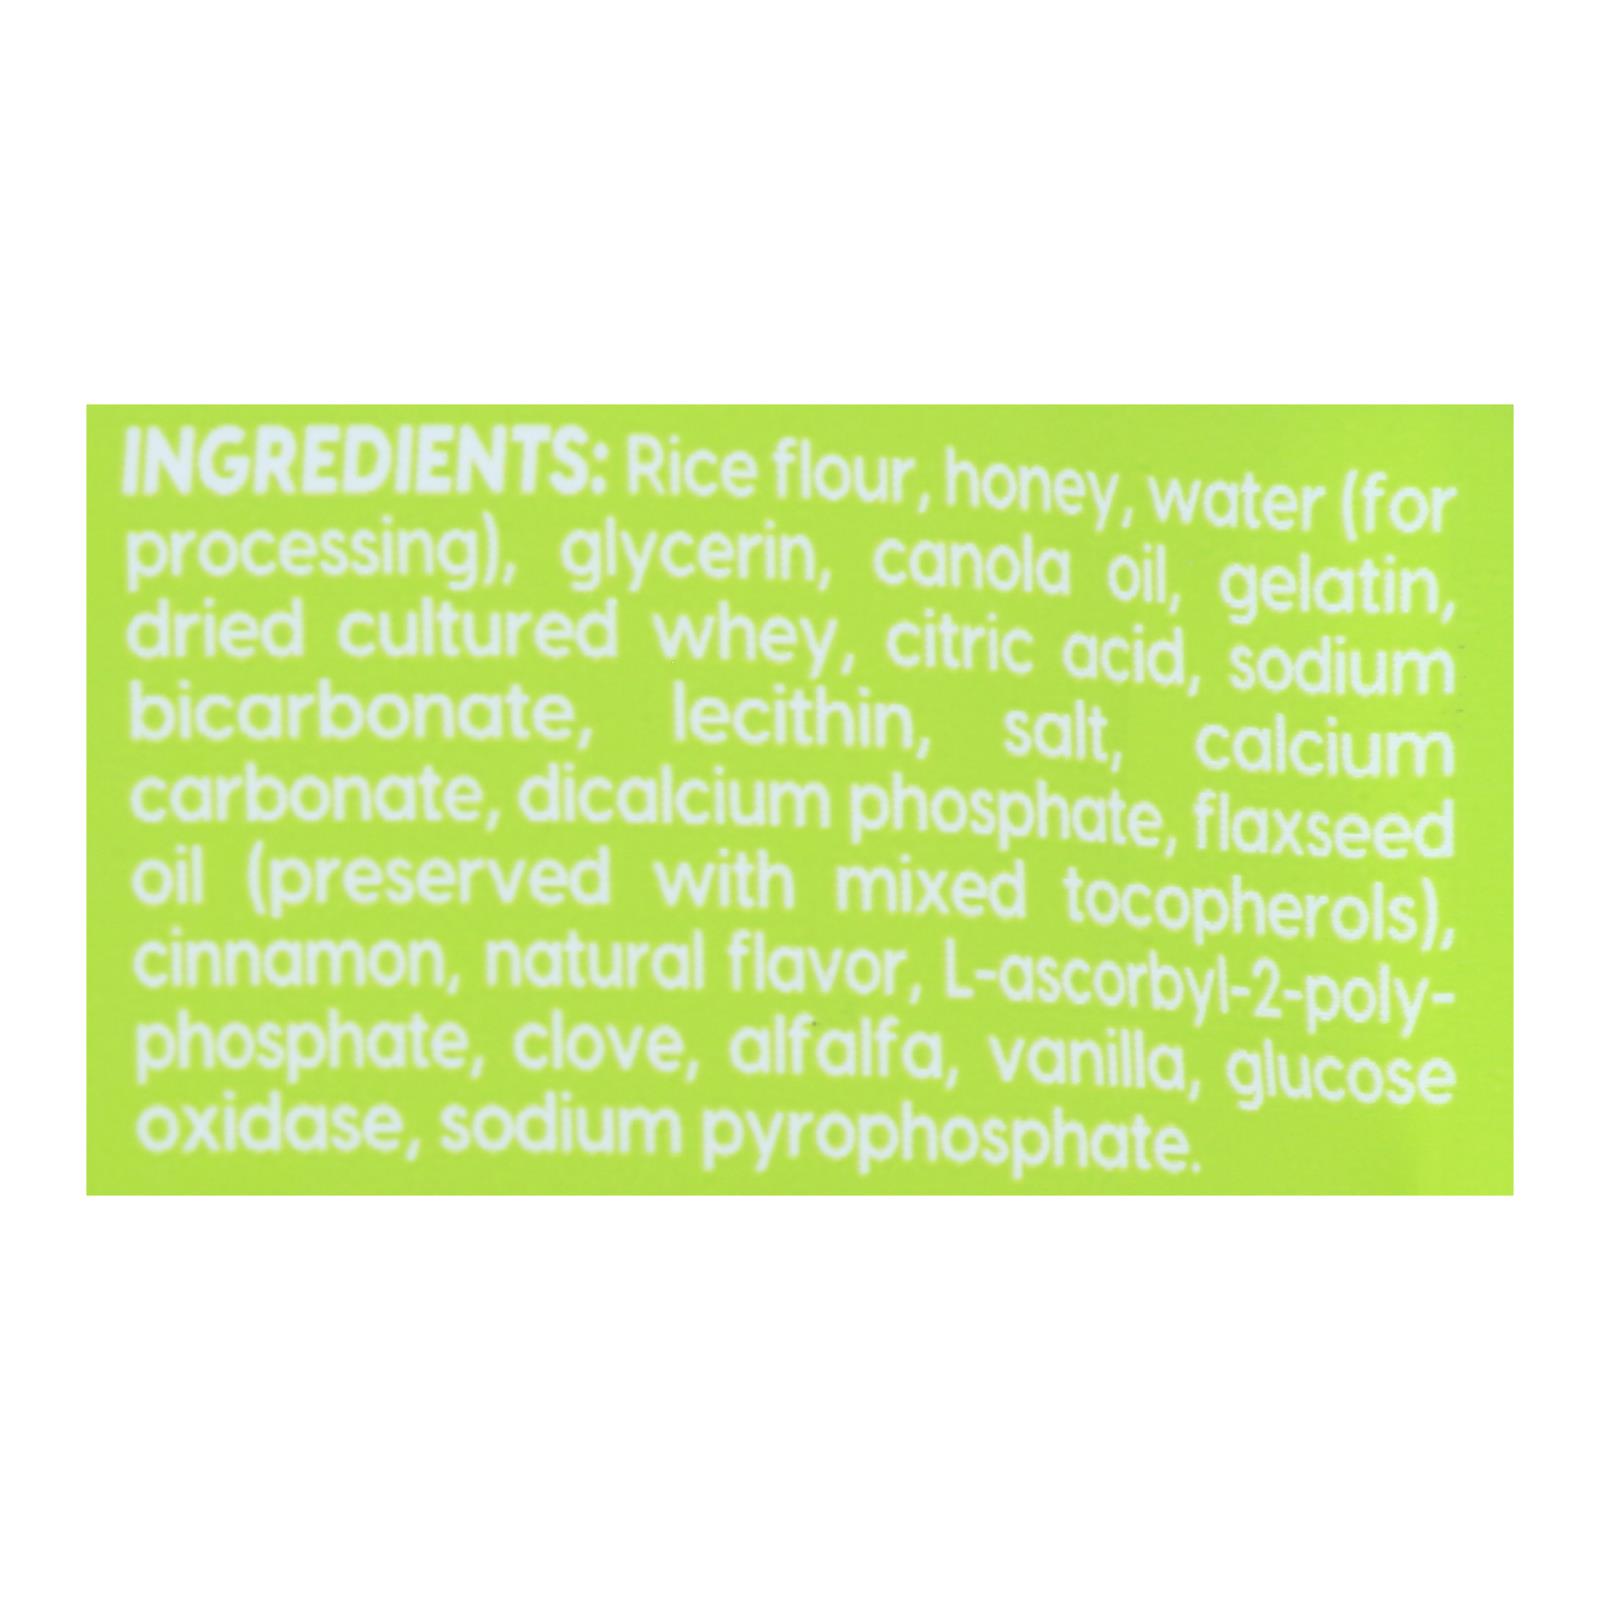 INGREDIENTS: Rice flour, honey, water (for
processing), glycerin, canola oil, gelatin,
dried cultured whey, citric acid, sodium
bicarbonate, lecithin, salt, calcium
carbonate, dicalcium phosphate, flaxseed
oil (preserved with mixed tocopherols),
cinnamon, natural flavor, L-ascorbyl-2-poly-
phosphate, clove, alfalfa, vanilla, glucose
oxidase, sodium pyrophosphate.